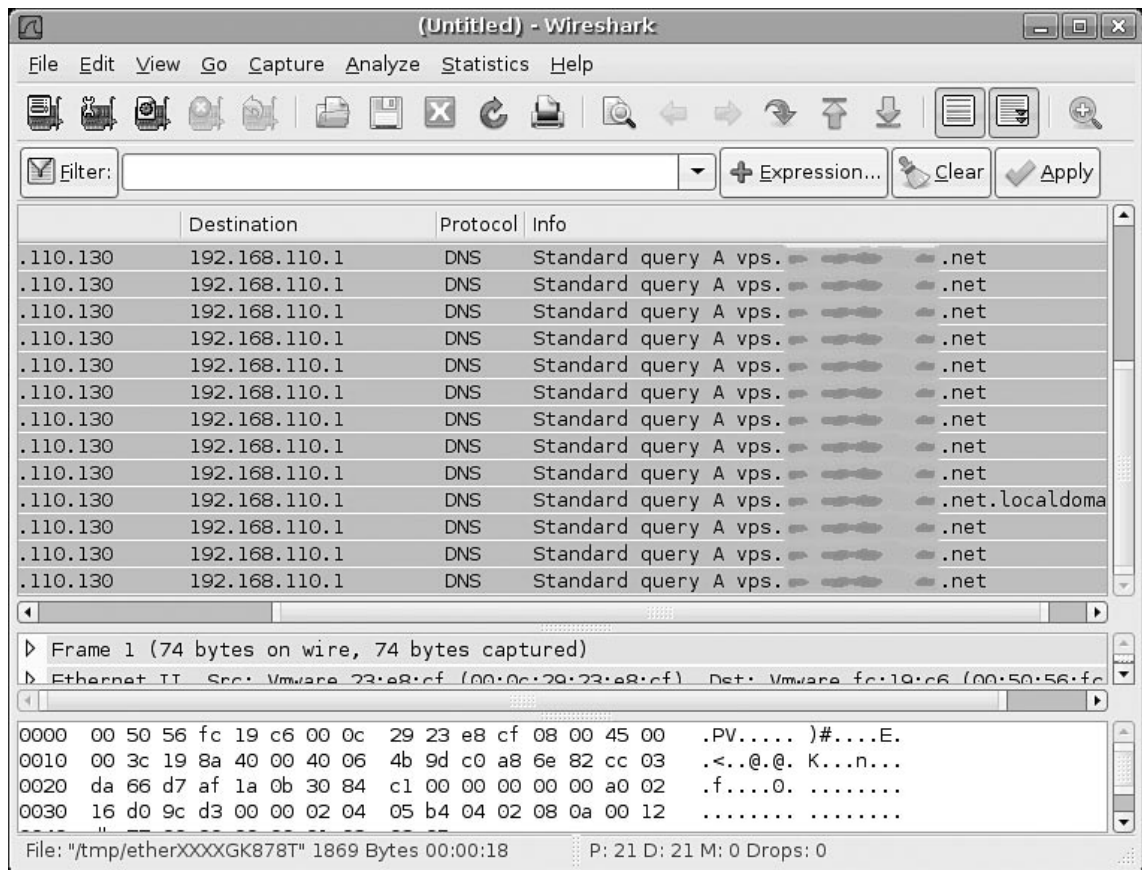 (Untitled) - Wireshark
File Edit View Go Capture Analyze Statistics Help
Filter: Expression... Clear Apply
Destination Protocol Info
.110.130 192.168.110.1 DNS Standard query A vps. .net
.110.130 192.168.110.1 DNS Standard query A vps. .net
.110.130 192.168.110.1 DNS Standard query A vps. .net
.110.130 192.168.110.1 DNS Standard query A vps. .net
.110.130 192.168.110.1 DNS Standard query A vps. .net
.110.130 192.168.110.1 DNS Standard query A vps. .net
.110.130 192.168.110.1 DNS Standard query A vps. .net
.110.130 192.168.110.1 DNS Standard query A vps. .net
.110.130 192.168.110.1 DNS Standard query A vps. .net
.110.130 192.168.110.1 DNS Standard query A vps. .net.localdoma
.110.130 192.168.110.1 DNS Standard query A vps. .net
.110.130 192.168.110.1 DNS Standard query A vps. .net
.110.130 192.168.110.1 DNS Standard query A vps. .net
Frame 1 (74 bytes on wire, 74 bytes captured)
Ethernet II, Src: Vmware_23:e8:cf (00:0c:29:23:e8:cf), Dst: Vmware_fc:19:c6 (00:50:56:fc
0000 00 50 56 fc 19 c6 00 0c 29 23 e8 cf 08 00 45 00 .PV..... )#....E.
0010 00 3c 19 8a 40 00 40 06 4b 9d c0 a8 6e 82 cc 03 .<..@.@. K...n...
0020 da 66 d7 af 1a 0b 30 84 c1 00 00 00 00 00 a0 02 .f....0. ........
0030 16 d0 9c d3 00 00 02 04 05 b4 04 02 08 0a 00 12 ........ ........
File: "/tmp/etherXXXXGK878T" 1869 Bytes 00:00:18 P: 21 D: 21 M: 0 Drops: 0